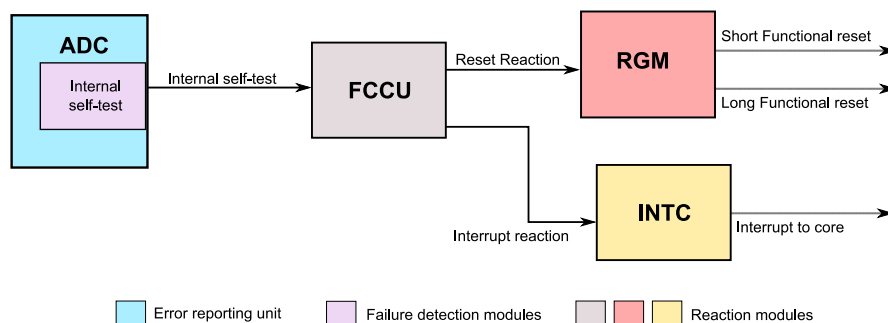 ADC
Internal
self-test
Internal self-test
FCCU
Reset Reaction
RGM
Short Functional reset
Long Functional reset
Interrupt reaction
INTC
Interrupt to core
Error reporting unit
Failure detection modules
Reaction modules